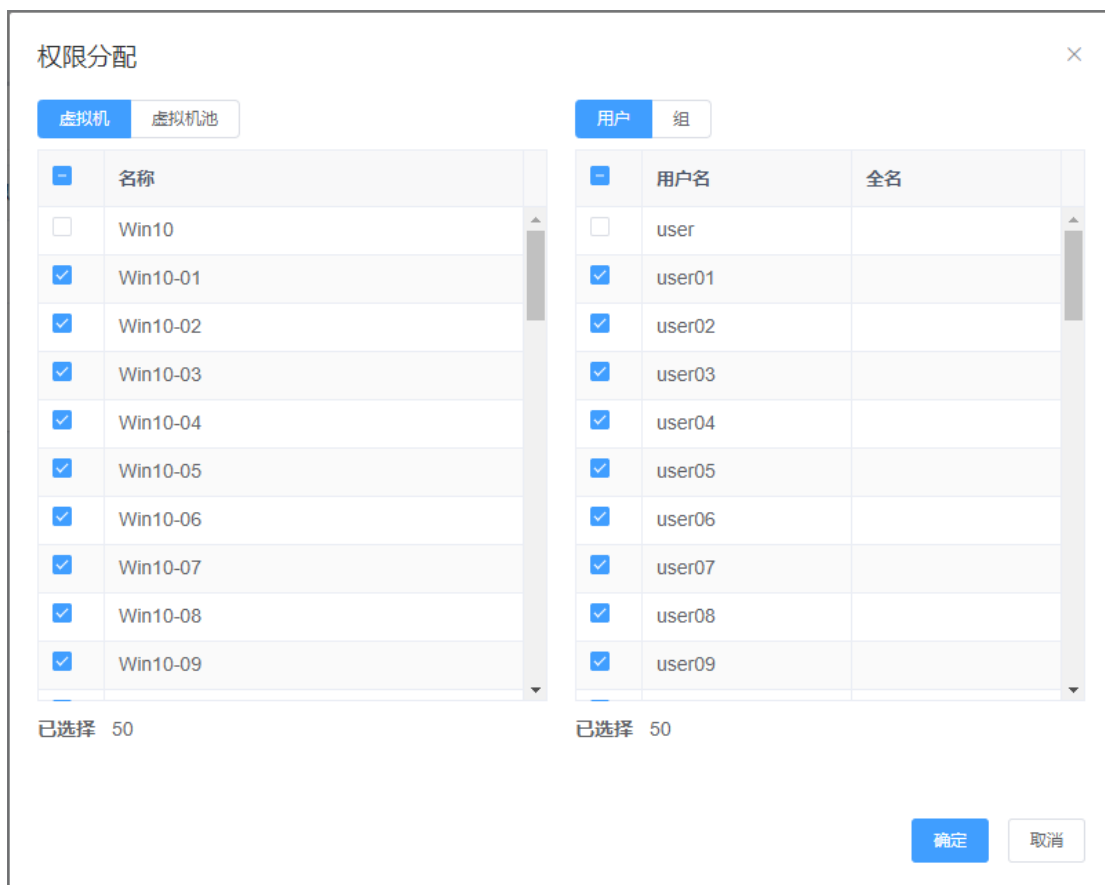 权限分配
虚拟机 虚拟机池 用户 组
名称 用户名 全名
Win10 user
Win10-01 user01
Win10-02 user02
Win10-03 user03
Win10-04 user04
Win10-05 user05
Win10-06 user06
Win10-07 user07
Win10-08 user08
Win10-09 user09
已选择 50 已选择 50
确定 取消